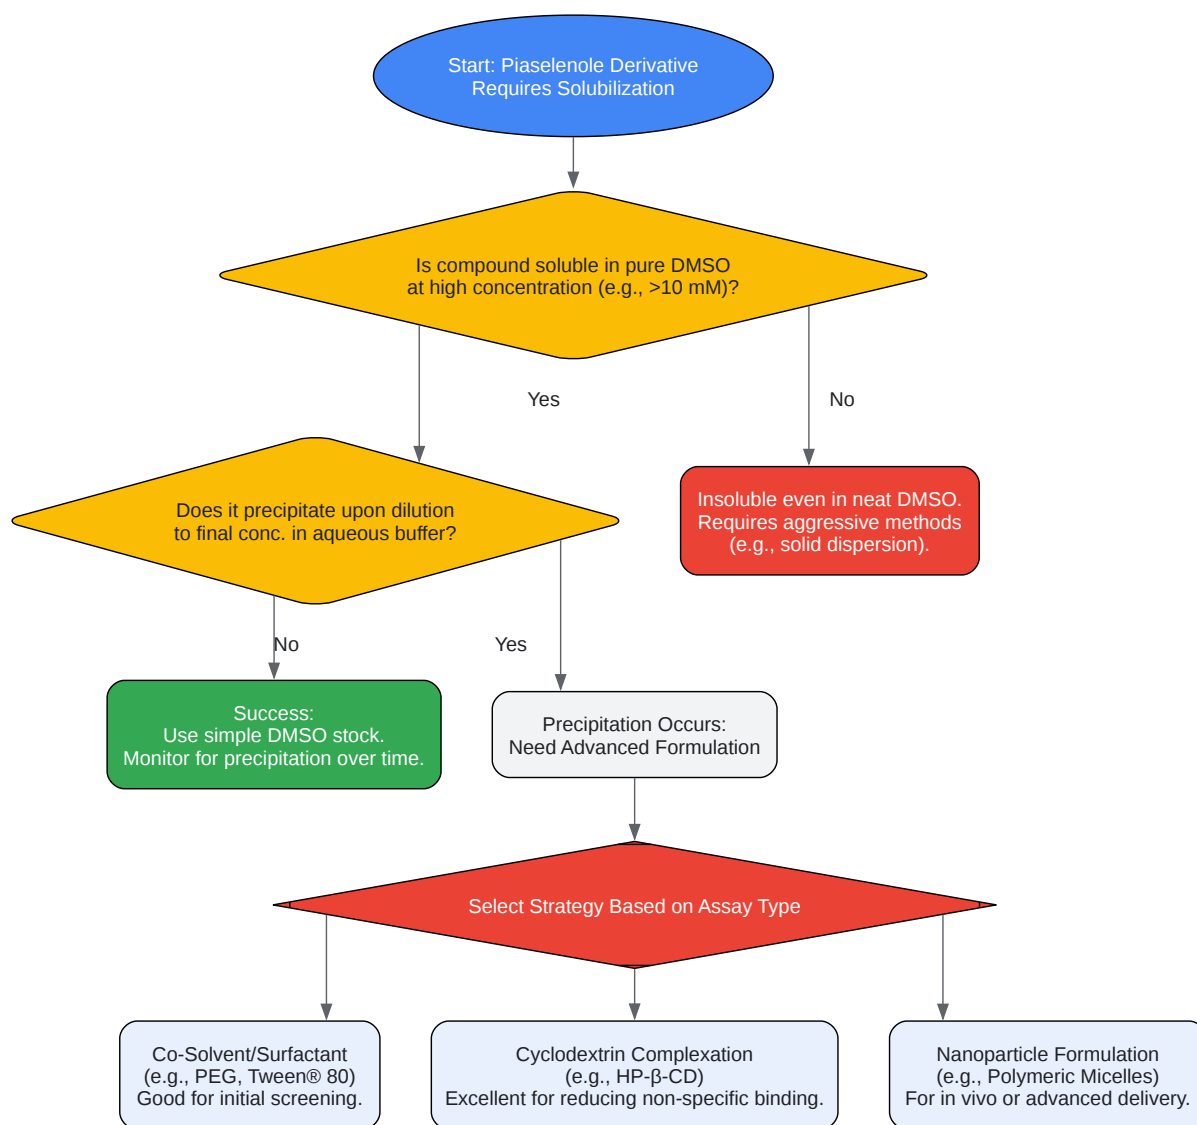 Start: Piaselenole Derivative
Requires Solubilization
Is compound soluble in pure DMSO
at high concentration (e.g., >10 mM)?
Yes
No
Does it precipitate upon dilution
to final conc. in aqueous buffer?
Insoluble even in neat DMSO.
Requires aggressive methods
(e.g., solid dispersion).
No
Yes
Success:
Use simple DMSO stock.
Monitor for precipitation over time.
Precipitation Occurs:
Need Advanced Formulation
Select Strategy Based on Assay Type
Co-Solvent/Surfactant
(e.g., PEG, Tween® 80)
Good for initial screening.
Cyclodextrin Complexation
(e.g., HP-β-CD)
Excellent for reducing non-specific binding.
Nanoparticle Formulation
(e.g., Polymeric Micelles)
For in vivo or advanced delivery.